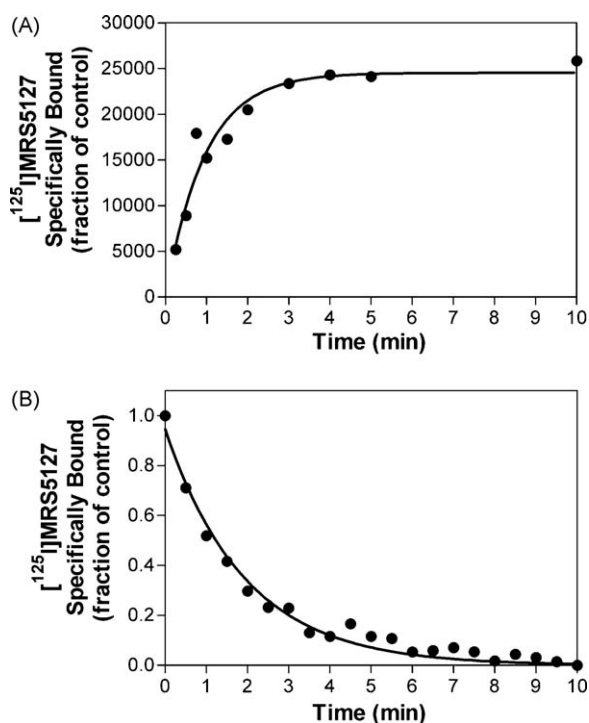 (A)
[125I]MRS5127
Specifically Bound
(fraction of control)
30000
25000
20000
15000
10000
5000
0
0 1 2 3 4 5 6 7 8 9 10
Time (min)
(B)
[125I]MRS5127
Specifically Bound
(fraction of control)
1.0
0.8
0.6
0.4
0.2
0.0
0 1 2 3 4 5 6 7 8 9 10
Time (min)